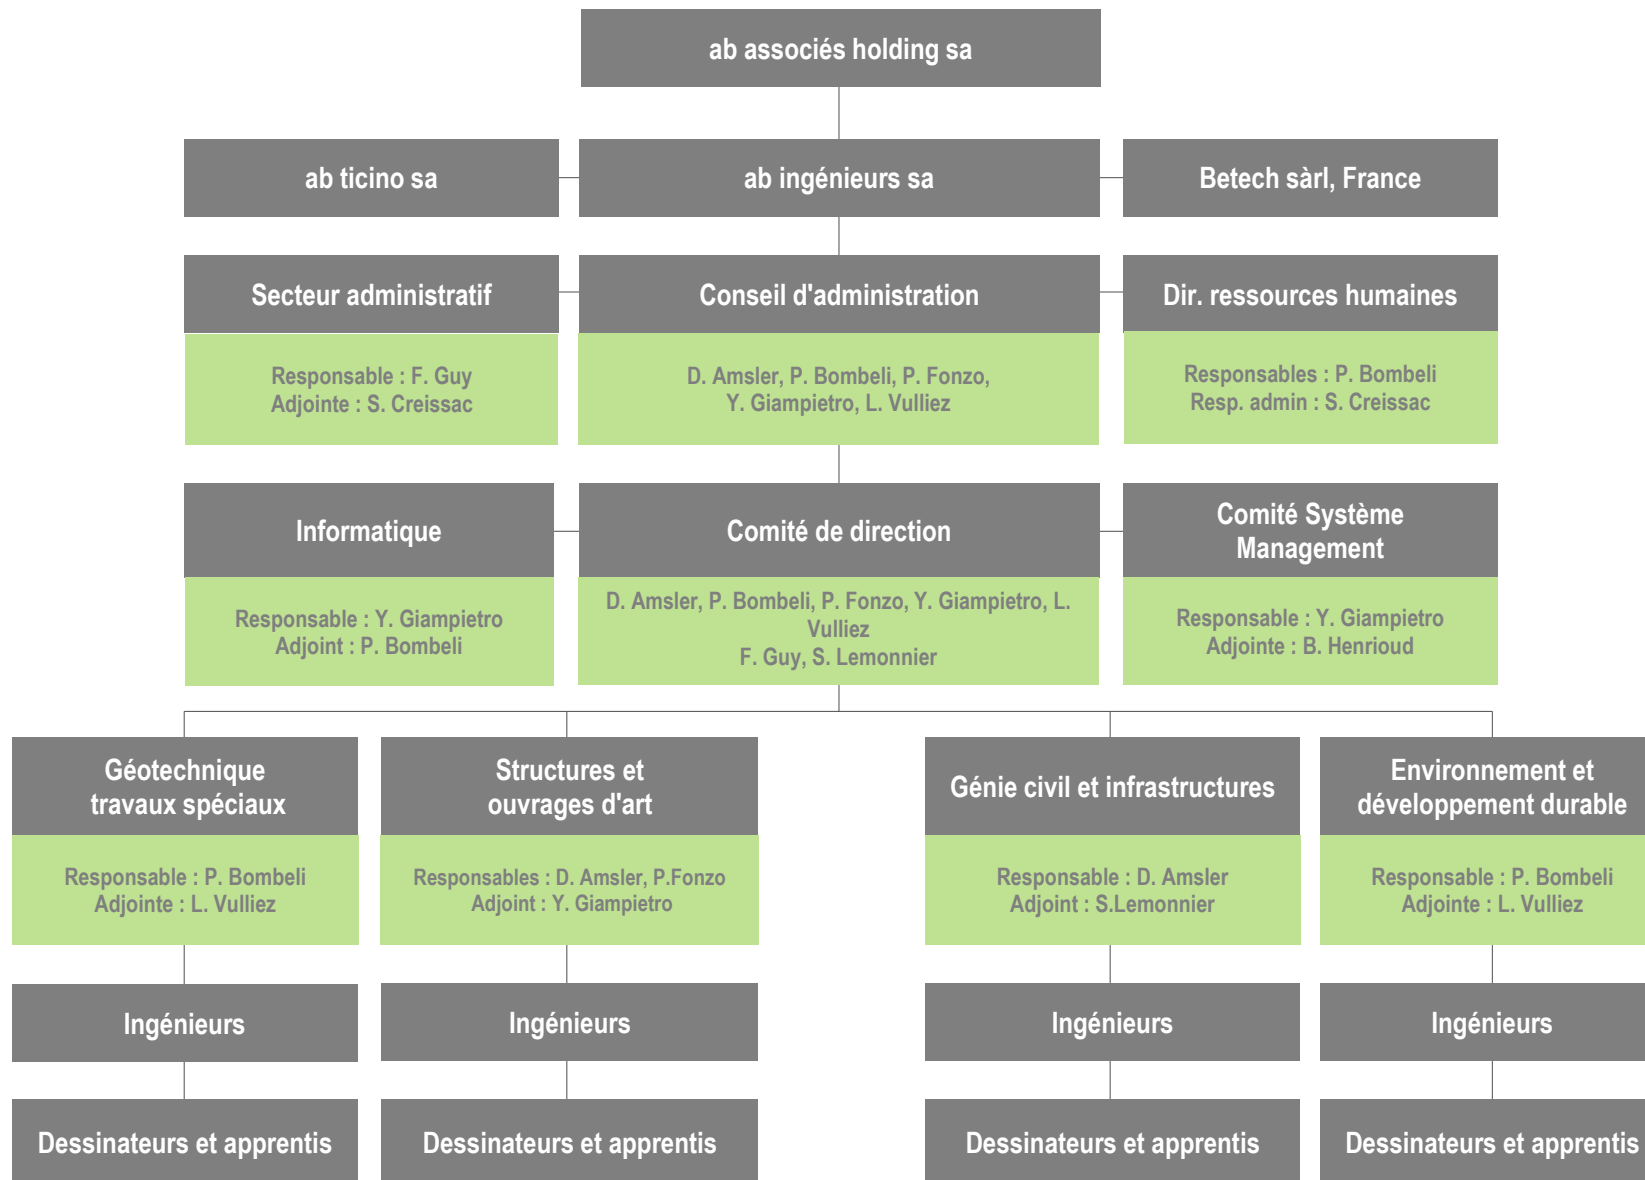 ab associés holding sa
ab ticino sa
ab ingénieurs sa
Betech sàrl, France
Secteur administratif
Responsable : F. Guy
Adjointe : S. Creissac
Conseil d'administration
D. Amsler, P. Bombeli, P. Fonzo,
Y. Giampietro, L. Vulliez
Dir. ressources humaines
Responsables : P. Bombeli
Resp. admin : S. Creissac
Informatique
Responsable : Y. Giampietro
Adjoint : P. Bombeli
Comité de direction
D. Amsler, P. Bombeli, P. Fonzo, Y. Giampietro, L.
Vulliez
F. Guy, S. Lemonnier
Comité Système
Management
Responsable : Y. Giampietro
Adjointe : B. Henrioud
Géotechnique
travaux spéciaux
Responsable : P. Bombeli
Adjointe : L. Vulliez
Structures et
ouvrages d'art
Responsables : D. Amsler, P.Fonzo
Adjoint : Y. Giampietro
Génie civil et infrastructures
Responsable : D. Amsler
Adjoint : S.Lemonnier
Environnement et
développement durable
Responsable : P. Bombeli
Adjointe : L. Vulliez
Ingénieurs
Ingénieurs
Ingénieurs
Ingénieurs
Dessinateurs et apprentis
Dessinateurs et apprentis
Dessinateurs et apprentis
Dessinateurs et apprentis